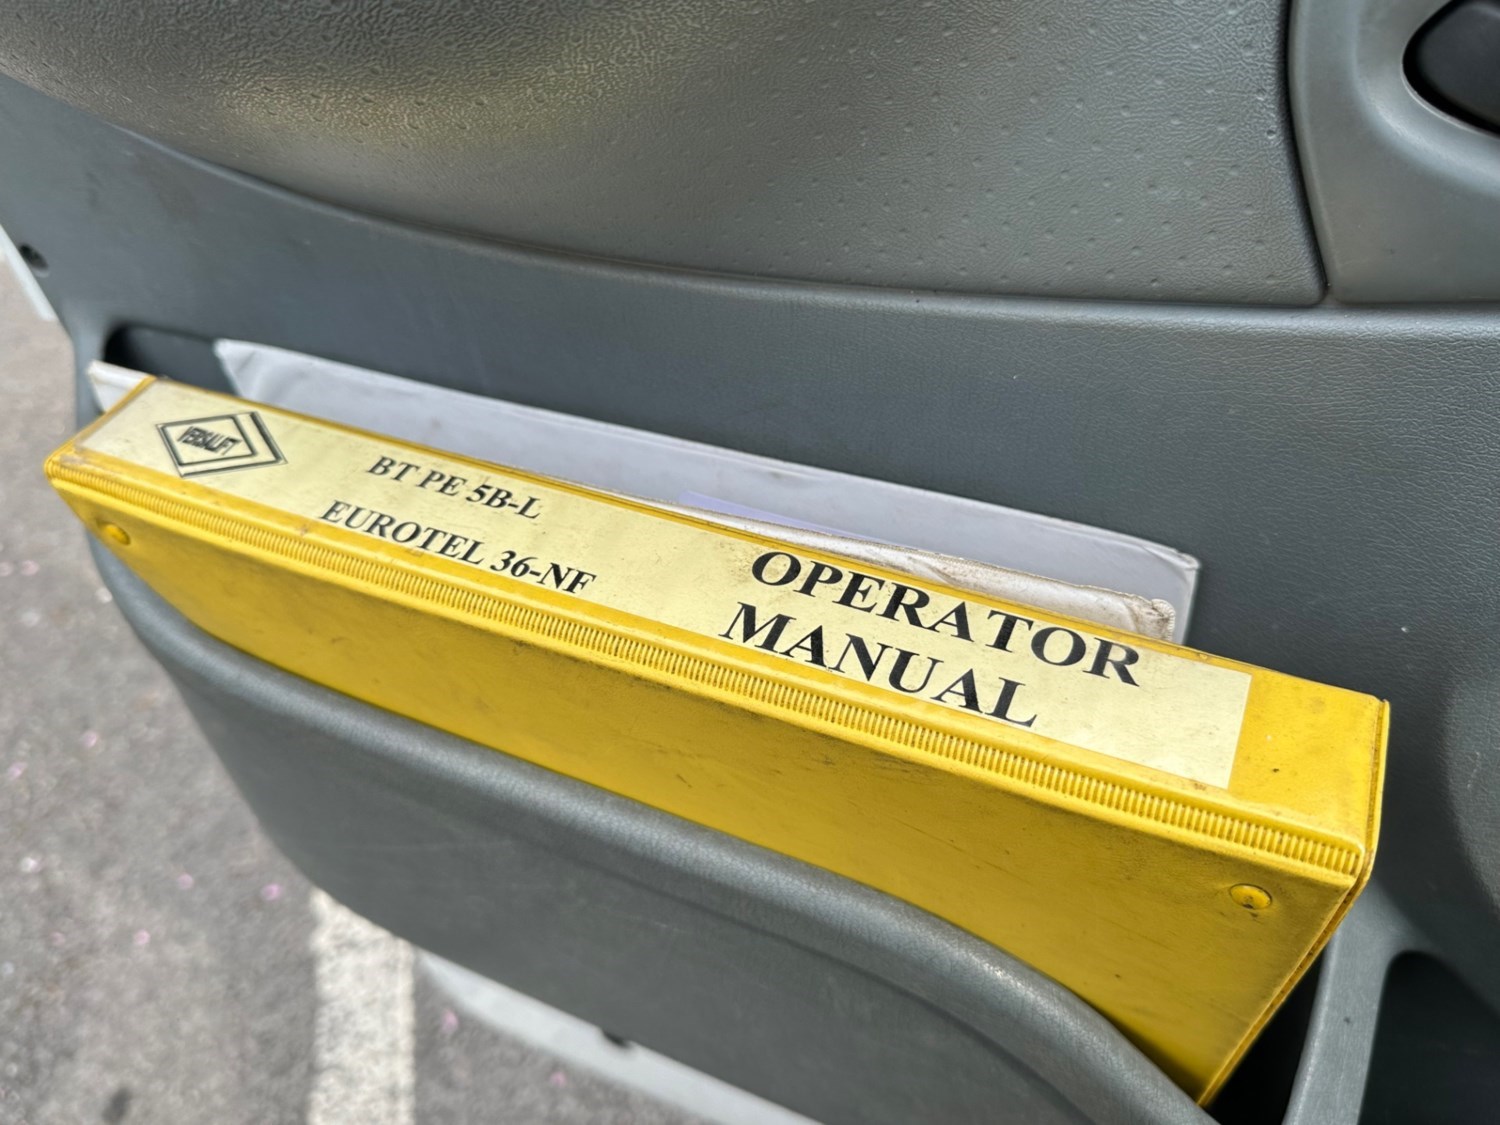 VERSALIFT
BT PE 5B-L
EUROTEL 36-NF
OPERATOR
MANUAL